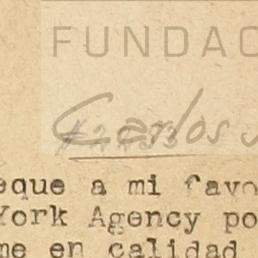 FUNDAC
Carlos
eque a mi favo
York Agency po
me en calidad